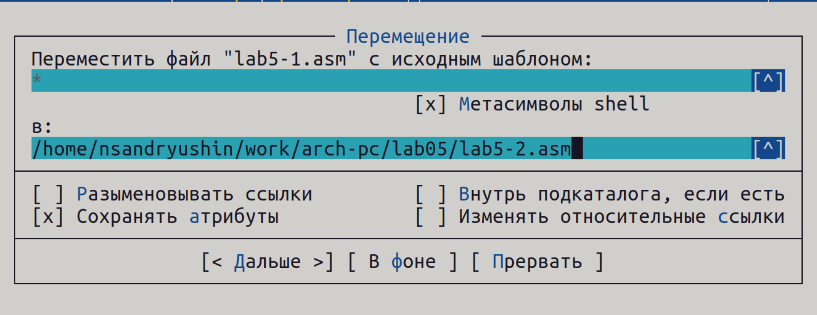 Перемещение
Переместить файл "lab5-1.asm" с исходным шаблоном:
* [^]
[x] Метасимволы shell
в:
/home/nsandryushin/work/arch-pc/lab05/lab5-2.asm [^]
[ ] Разыменовывать ссылки [ ] Внутрь подкаталога, если есть
[x] Сохранять атрибуты [ ] Изменять относительные ссылки
[< Дальше >] [ В фоне ] [ Прервать ]